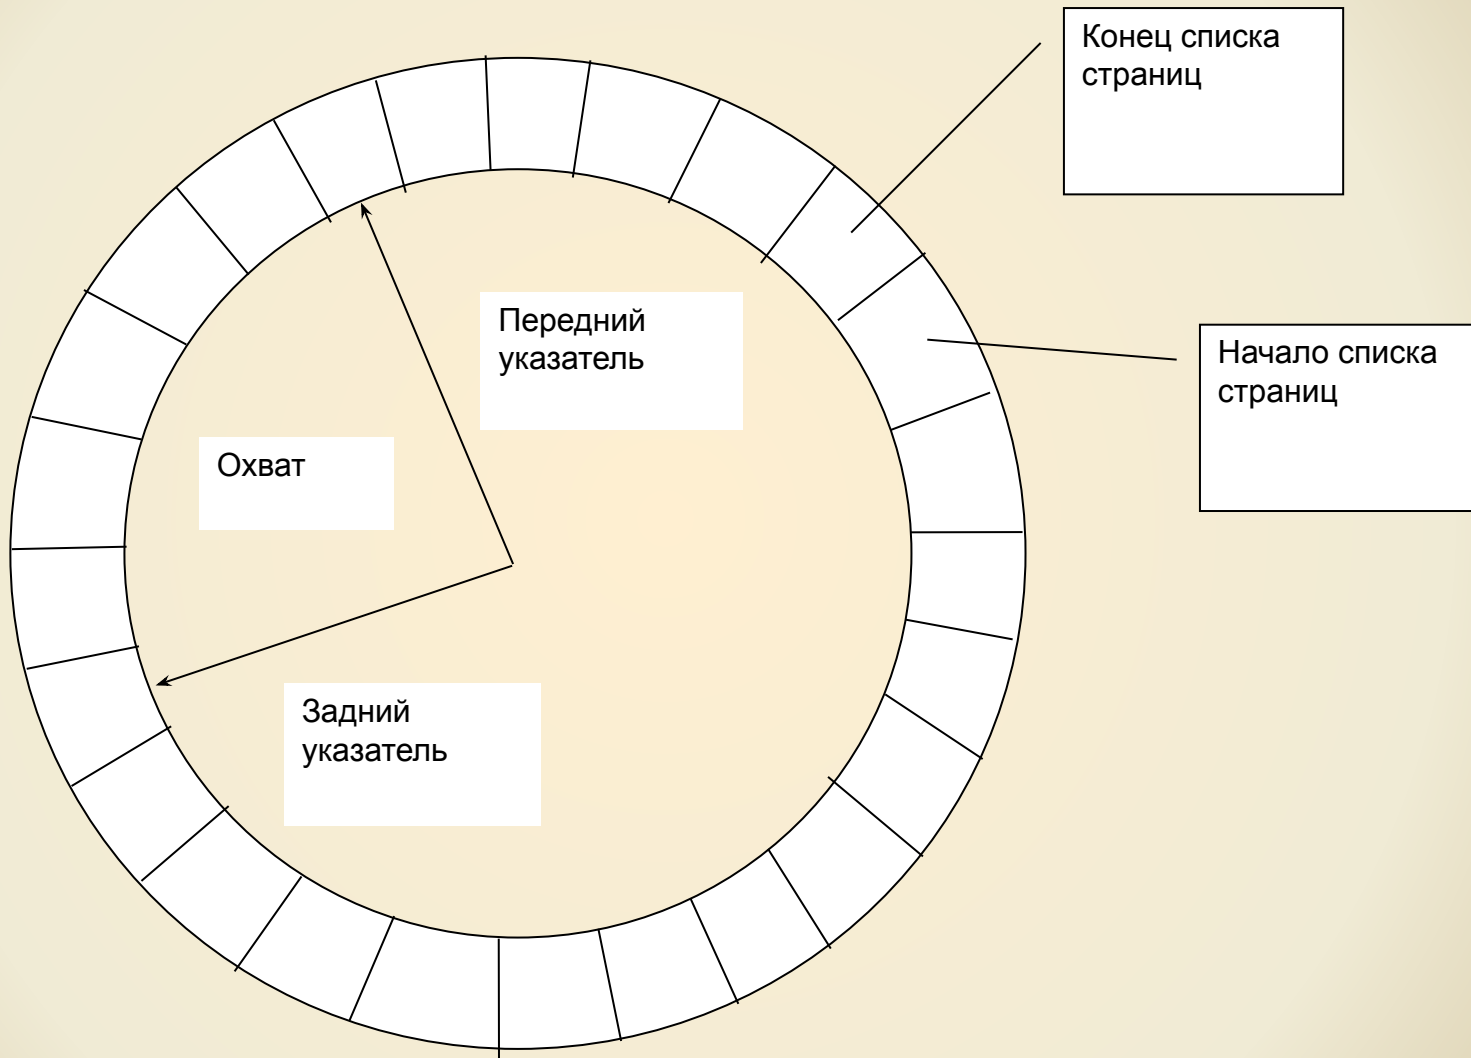 Конец списка
страниц
Передний
указатель
Начало списка
страниц
Охват
Задний
указатель